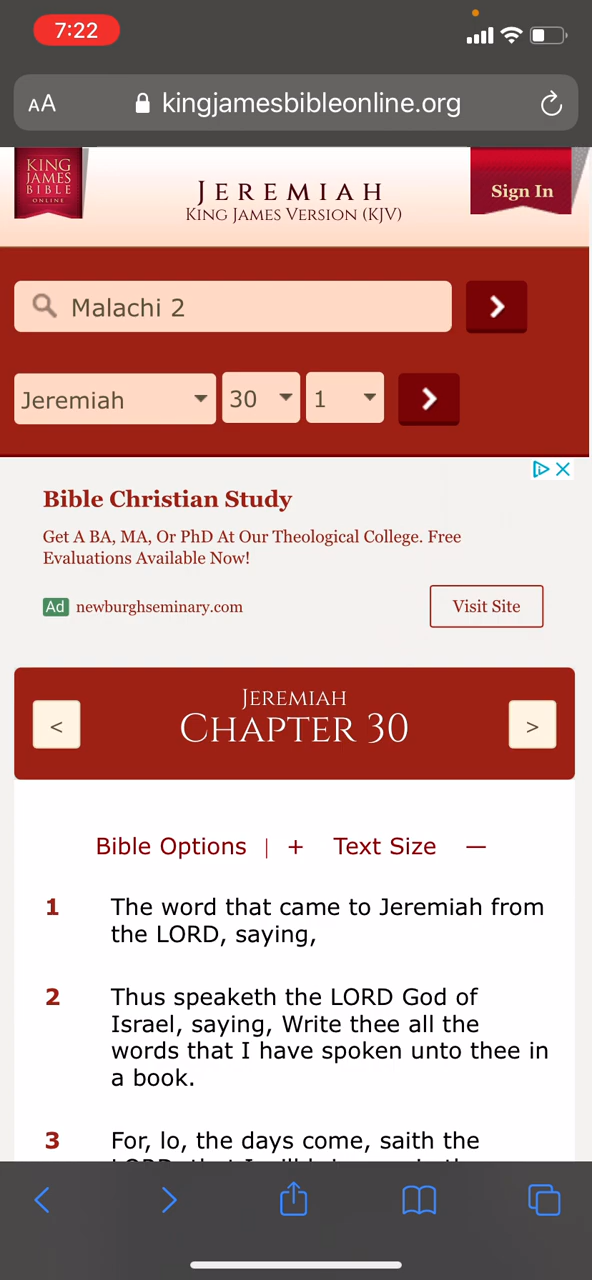 7:22
AA kingjamesbibleonline.org
KING
JAMES
BIBLE
ONLINE
JEREMIAH
KING JAMES VERSION (KJV)
Sign In
Malachi 2
Jeremiah 30 1
Bible Christian Study
Get A BA, MA, Or PhD At Our Theological College. Free
Evaluations Available Now!
Ad newburghseminary.com
Visit Site
JEREMIAH
< CHAPTER 30 >
Bible Options | + Text Size —
1 The word that came to Jeremiah from
the LORD, saying,
2 Thus speaketh the LORD God of
Israel, saying, Write thee all the
words that I have spoken unto thee in
a book.
3 For, lo, the days come, saith the